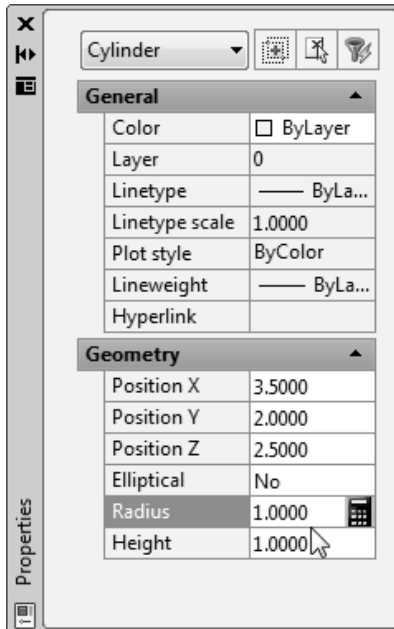 Cylinder
General
Color ByLayer
Layer 0
Linetype ByLa...
Linetype scale 1.0000
Plot style ByColor
Lineweight ByLa...
Hyperlink
Geometry
Position X 3.5000
Position Y 2.0000
Position Z 2.5000
Elliptical No
Radius 1.0000
Height 1.0000
Properties